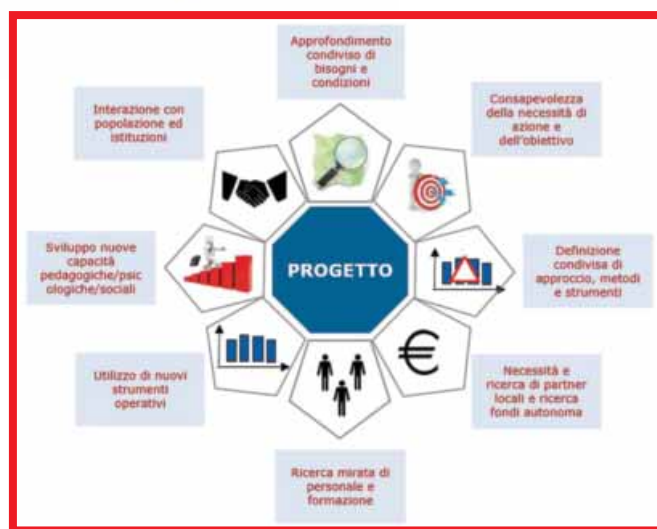 Approfondimento
condiviso di
bisogni e
condizioni
Consapevolezza
della necessità di
azione e
dell'obiettivo
Definizione
condivisa di
approccio, metodi
e strumenti
Necessità e
ricerca di partner
locali e ricerca
fondi autonoma
Ricerca mirata di
personale e
formazione
Utilizzo di nuovi
strumenti
operativi
Sviluppo nuove
capacità
pedagogiche/psic
ologiche/sociali
Interazione con
popolazione ed
istituzioni
PROGETTO
€